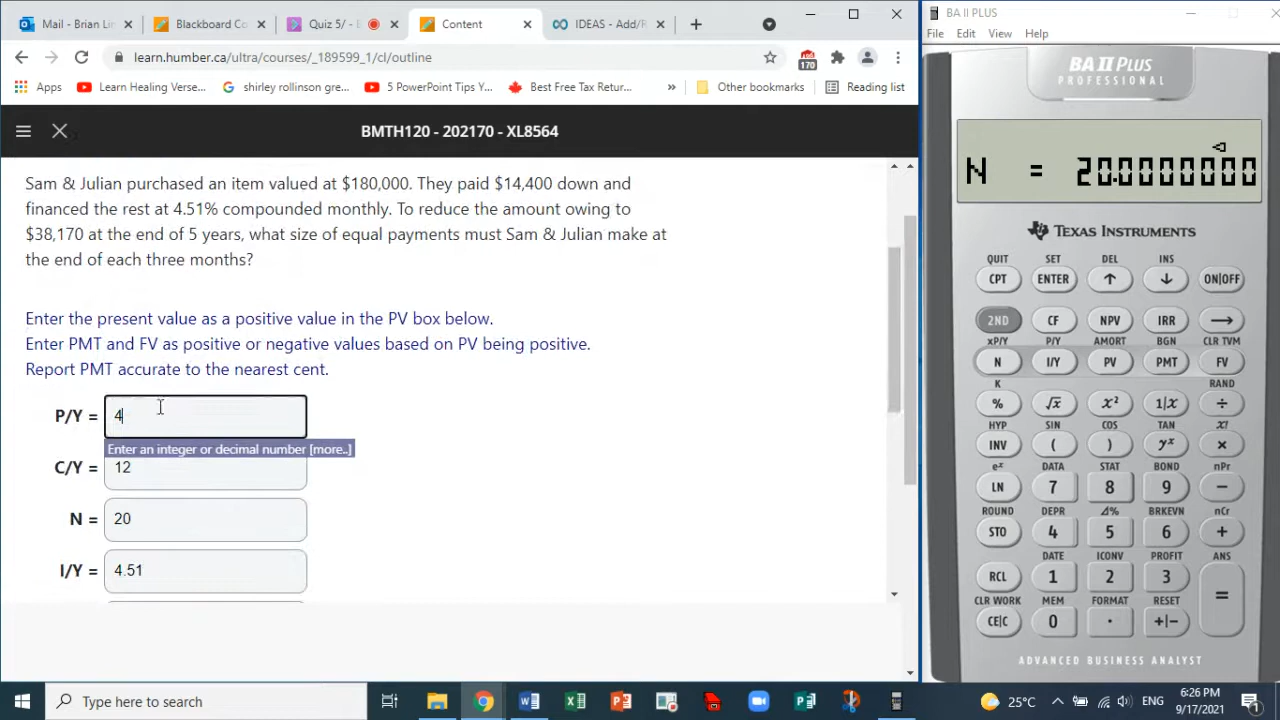 Mail - Brian Lin
Blackboard Co
Quiz 5/ -
Content
IDEAS - Add/R
BA II PLUS
File Edit View Help
learn.humber.ca/ultra/courses/_189599_1/cl/outline
170
Apps
Learn Healing Verse...
shirley rollinson gre...
5 PowerPoint Tips Y...
Best Free Tax Retur...
»
Other bookmarks
Reading list
BMTH120 - 202170 - XL8564
Sam & Julian purchased an item valued at $180,000. They paid $14,400 down and
financed the rest at 4.51% compounded monthly. To reduce the amount owing to
$38,170 at the end of 5 years, what size of equal payments must Sam & Julian make at
the end of each three months?
Enter the present value as a positive value in the PV box below.
Enter PMT and FV as positive or negative values based on PV being positive.
Report PMT accurate to the nearest cent.
P/Y = 4
Enter an integer or decimal number [more..]
C/Y = 12
N = 20
I/Y = 4.51
BA II Plus
PROFESSIONAL
N = 20.0000000
TEXAS INSTRUMENTS
QUIT SET DEL INS
CPT ENTER ↑ ↓ ON|OFF
2ND CF NPV IRR →
xP/Y P/Y AMORT BGN CLR TVM
N I/Y PV PMT FV
K RAND
% √x x² 1/x ÷
HYP SIN COS TAN x!
INV ( ) yˣ ×
eˣ DATA STAT BOND nPr
LN 7 8 9 −
ROUND DEPR Δ% BRKEVN nCr
STO 4 5 6 +
DATE ICONV PROFIT ANS
RCL 1 2 3 =
CLR WORK MEM FORMAT RESET
CE|C 0 . +|−
ADVANCED BUSINESS ANALYST
Type here to search
25°C
ENG
6:26 PM
9/17/2021
1